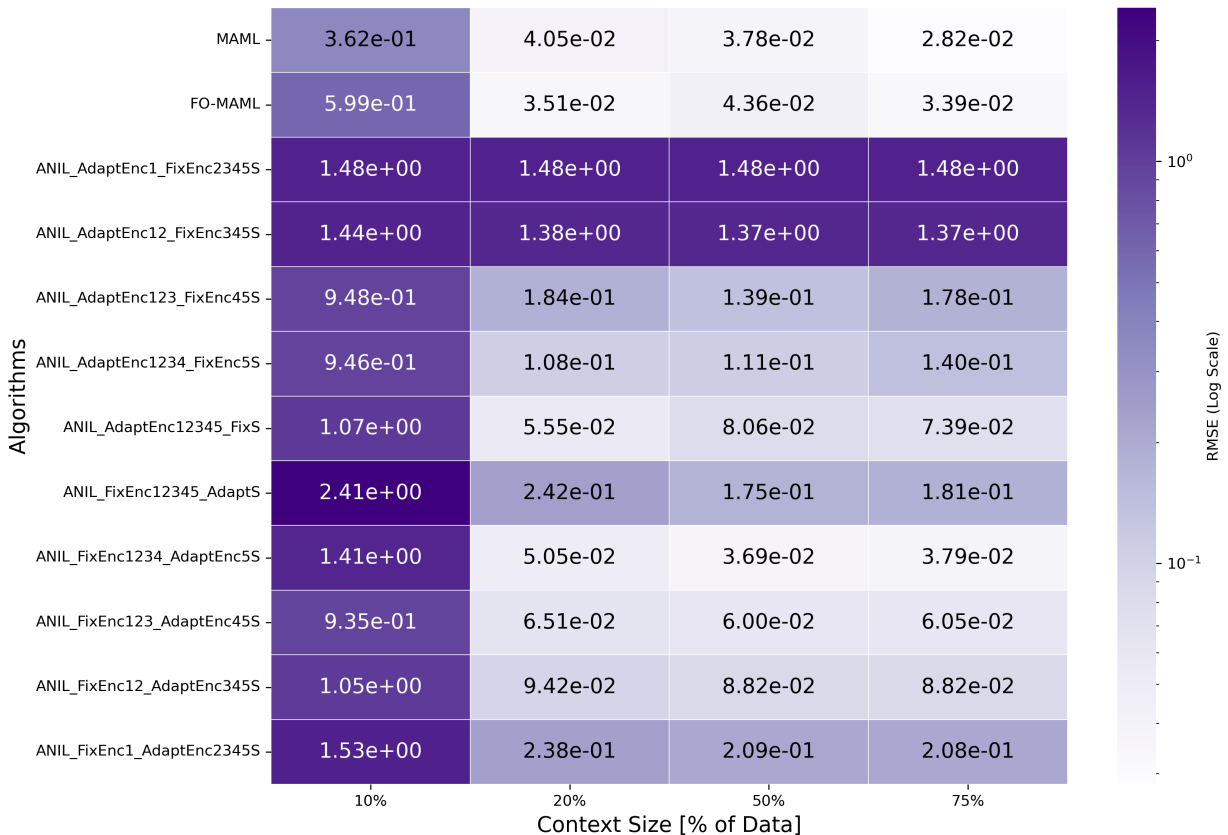 MAML 3.62e-01 4.05e-02 3.78e-02 2.82e-02
FO-MAML 5.99e-01 3.51e-02 4.36e-02 3.39e-02
ANIL_AdaptEnc1_FixEnc2345S 1.48e+00 1.48e+00 1.48e+00 1.48e+00
ANIL_AdaptEnc12_FixEnc345S 1.44e+00 1.38e+00 1.37e+00 1.37e+00
ANIL_AdaptEnc123_FixEnc45S 9.48e-01 1.84e-01 1.39e-01 1.78e-01
ANIL_AdaptEnc1234_FixEnc5S 9.46e-01 1.08e-01 1.11e-01 1.40e-01
ANIL_AdaptEnc12345_FixS 1.07e+00 5.55e-02 8.06e-02 7.39e-02
ANIL_FixEnc12345_AdaptS 2.41e+00 2.42e-01 1.75e-01 1.81e-01
ANIL_FixEnc1234_AdaptEnc5S 1.41e+00 5.05e-02 3.69e-02 3.79e-02
ANIL_FixEnc123_AdaptEnc45S 9.35e-01 6.51e-02 6.00e-02 6.05e-02
ANIL_FixEnc12_AdaptEnc345S 1.05e+00 9.42e-02 8.82e-02 8.82e-02
ANIL_FixEnc1_AdaptEnc2345S 1.53e+00 2.38e-01 2.09e-01 2.08e-01
10% 20% 50% 75%
Context Size [% of Data]
Algorithms
10⁰
10⁻¹
RMSE (Log Scale)